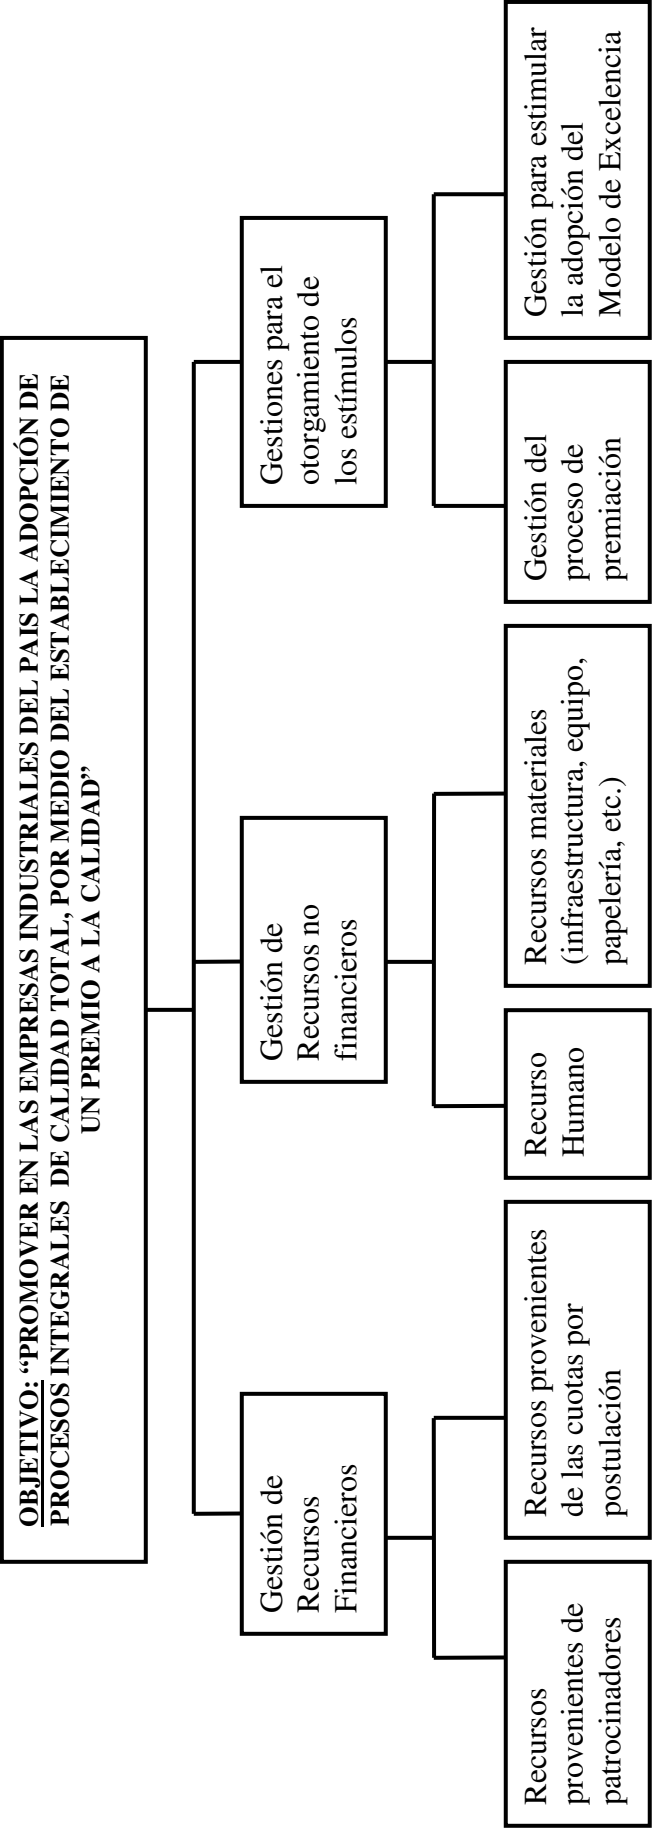 OBJETIVO: “PROMOVER EN LAS EMPRESAS INDUSTRIALES DEL PAIS LA ADOPCIÓN DE
PROCESOS INTEGRALES DE CALIDAD TOTAL, POR MEDIO DEL ESTABLECIMIENTO DE
UN PREMIO A LA CALIDAD”
Gestión de
Recursos
Financieros
Gestión de
Recursos no
financieros
Gestiones para el
otorgamiento de
los estímulos
Recursos
provenientes de
patrocinadores
Recursos provenientes
de las cuotas por
postulación
Recurso
Humano
Recursos materiales
(infraestructura, equipo,
papelería, etc.)
Gestión del
proceso de
premiación
Gestión para estimular
la adopción del
Modelo de Excelencia